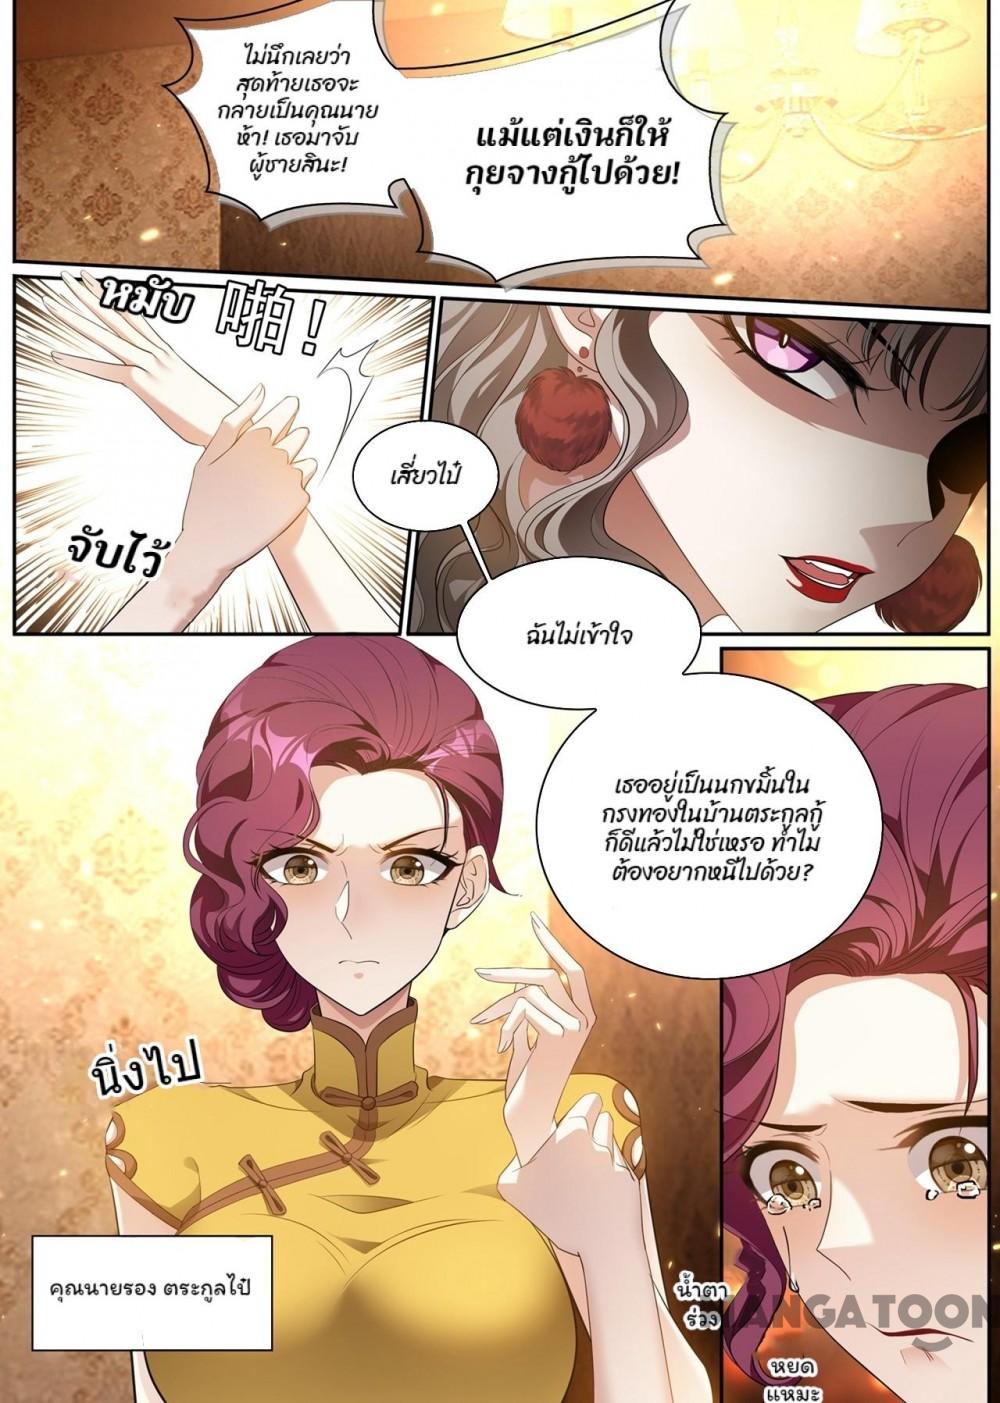 ไม่นึกเลยว่า
สุดท้ายเธอจะ
กลายเป็นคุณนาย
ห้า! เธอมาจับ
ผู้ชายสินะ!
แม้แต่เงินก็ให้
กุยจางกู้ไปด้วย!
หมับ
啪！
จับไว้
เสี่ยวไป๋
ฉันไม่เข้าใจ
เธออยู่เป็นนกขมิ้นใน
กรงทองในบ้านตระกูลกู้
ก็ดีแล้วไม่ใช่เหรอ ทำไม
ต้องอยากหนีไปด้วย?
นิ่งไป
คุณนายรอง ตระกูลไป๋
น้ำตา
ร่วง
MANGATOON
หยด
แหมะ